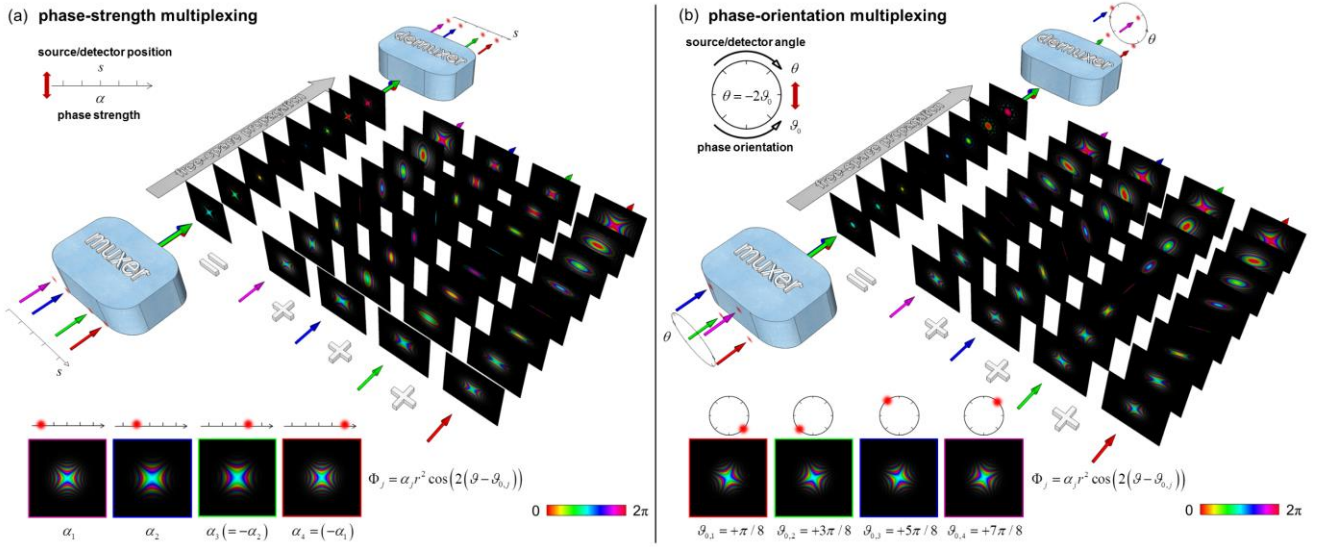 (a) phase-strength multiplexing
source/detector position
s
α
phase strength
demuxer
s
free-space propagation
muxer
s
Φj = αj r² cos(2(ϑ−ϑ0,j))
0 2π
α1 α2 α3(=−α2) α4=(−α1)
(b) phase-orientation multiplexing
source/detector angle
θ
θ=−2ϑ0
ϑ0
phase orientation
demuxer
θ
free-space propagation
muxer
θ
Φj = αj r² cos(2(ϑ−ϑ0,j))
0 2π
ϑ0,1=+π/8 ϑ0,2=+3π/8 ϑ0,3=+5π/8 ϑ0,4=+7π/8